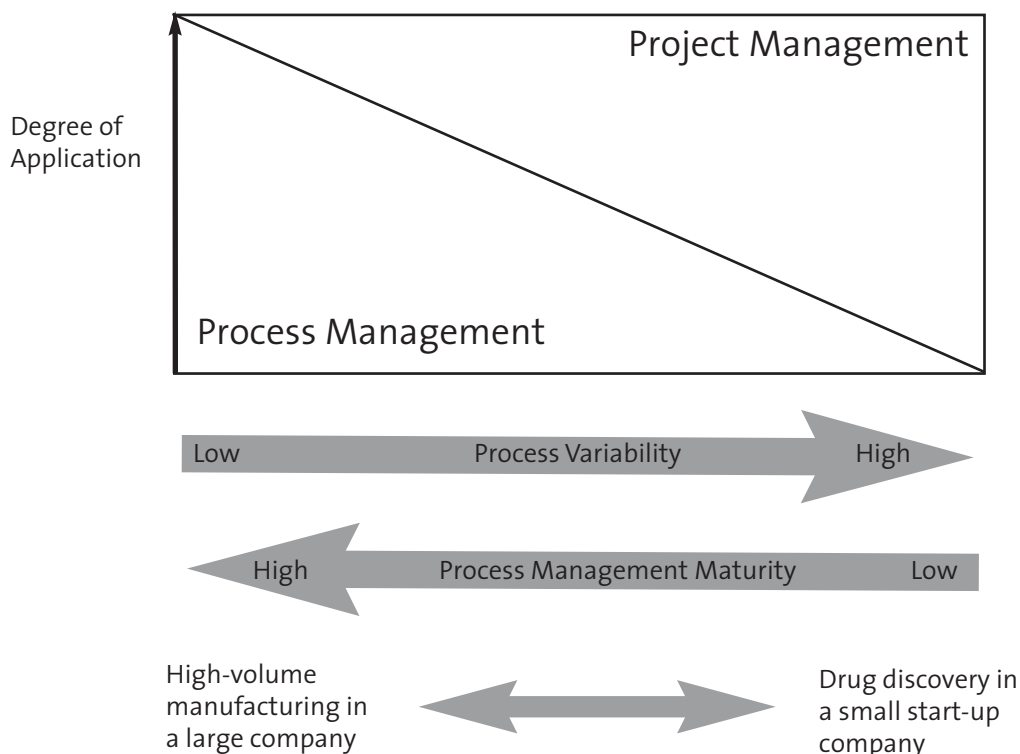 Project Management
Degree of
Application
Process Management
Low Process Variability High
High Process Management Maturity Low
High-volume
manufacturing in
a large company
Drug discovery in
a small start-up
company